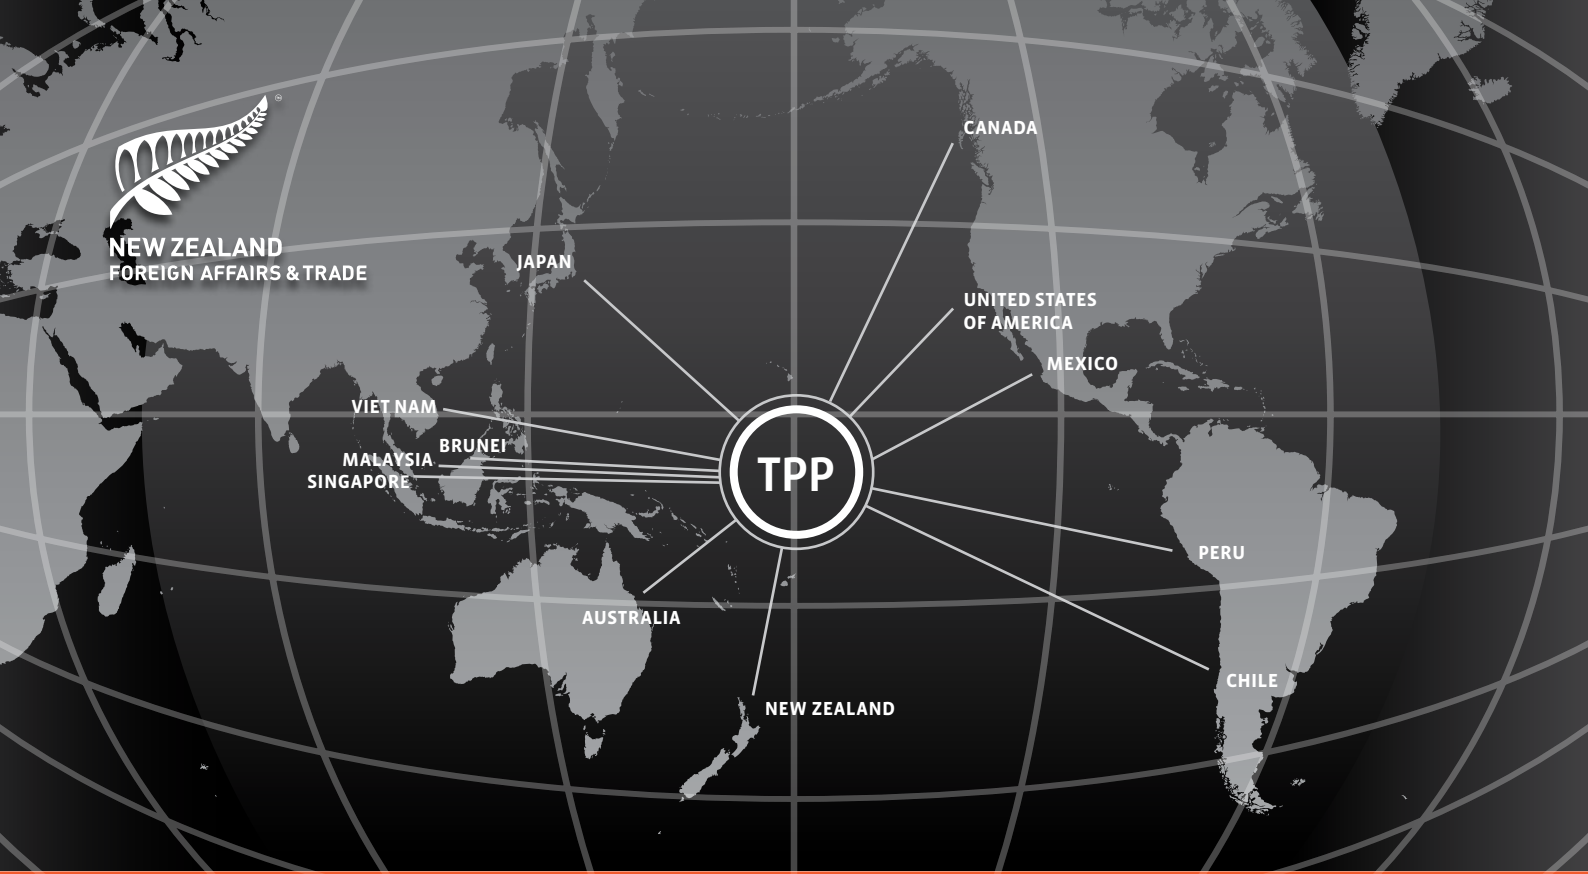 NEW ZEALAND
FOREIGN AFFAIRS & TRADE
CANADA
JAPAN
UNITED STATES
OF AMERICA
MEXICO
VIET NAM
BRUNEI
MALAYSIA
SINGAPORE
TPP
PERU
AUSTRALIA
CHILE
NEW ZEALAND